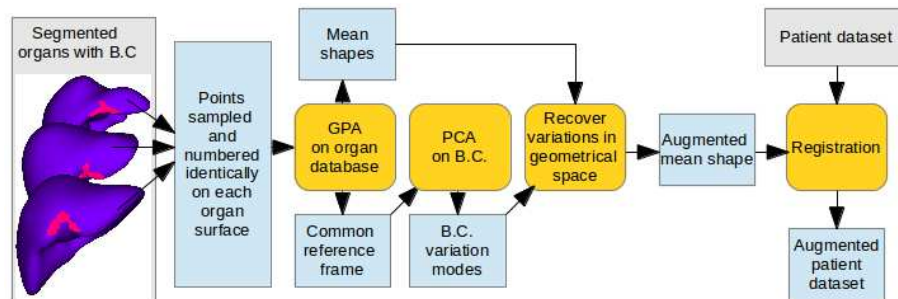 Segmented
organs with B.C
Points
sampled
and
numbered
identically
on each
organ
surface
Mean
shapes
GPA
on organ
database
Common
reference
frame
PCA
on B.C.
B.C.
variation
modes
Recover
variations in
geometrical
space
Augmented
mean shape
Patient dataset
Registration
Augmented
patient
dataset